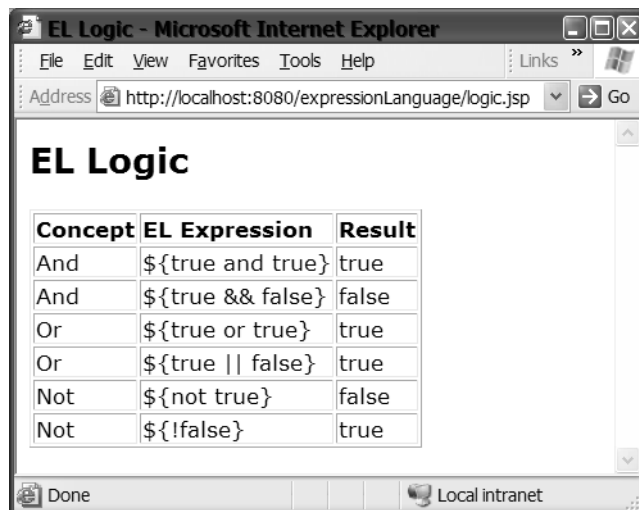 EL Logic - Microsoft Internet Explorer
File Edit View Favorites Tools Help Links »
Address http://localhost:8080/expressionLanguage/logic.jsp Go
EL Logic
Concept EL Expression Result
And ${true and true} true
And ${true && false} false
Or ${true or true} true
Or ${true || false} true
Not ${not true} false
Not ${!false} true
Done Local intranet